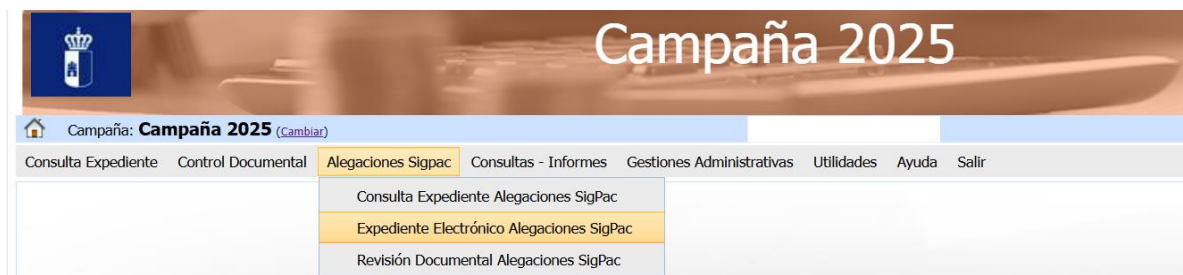 Campaña 2025
Campaña: Campaña 2025 (Cambiar)
Consulta Expediente Control Documental Alegaciones Sigpac Consultas - Informes Gestiones Administrativas Utilidades Ayuda Salir
Consulta Expediente Alegaciones SigPac
Expediente Electrónico Alegaciones SigPac
Revisión Documental Alegaciones SigPac